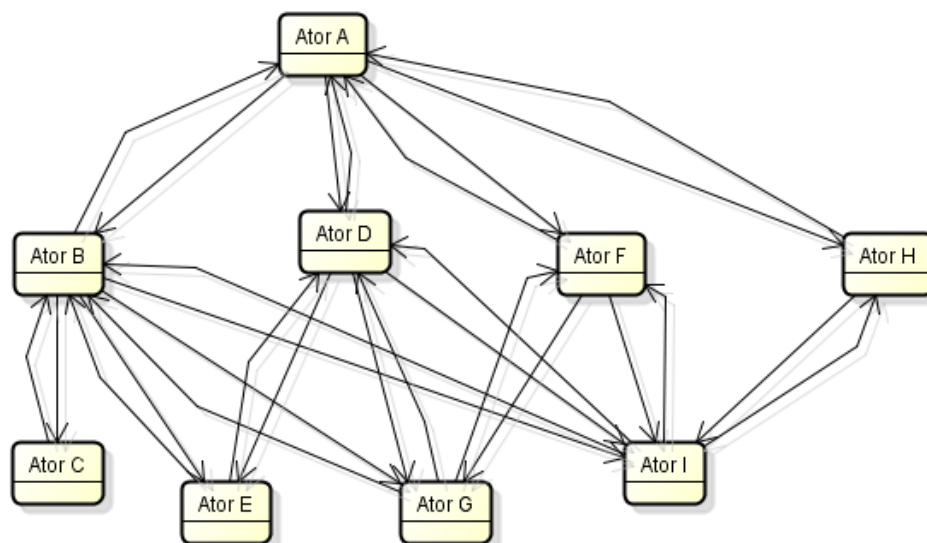 Ator A
Ator D
Ator B
Ator F
Ator H
Ator C
Ator I
Ator E
Ator G